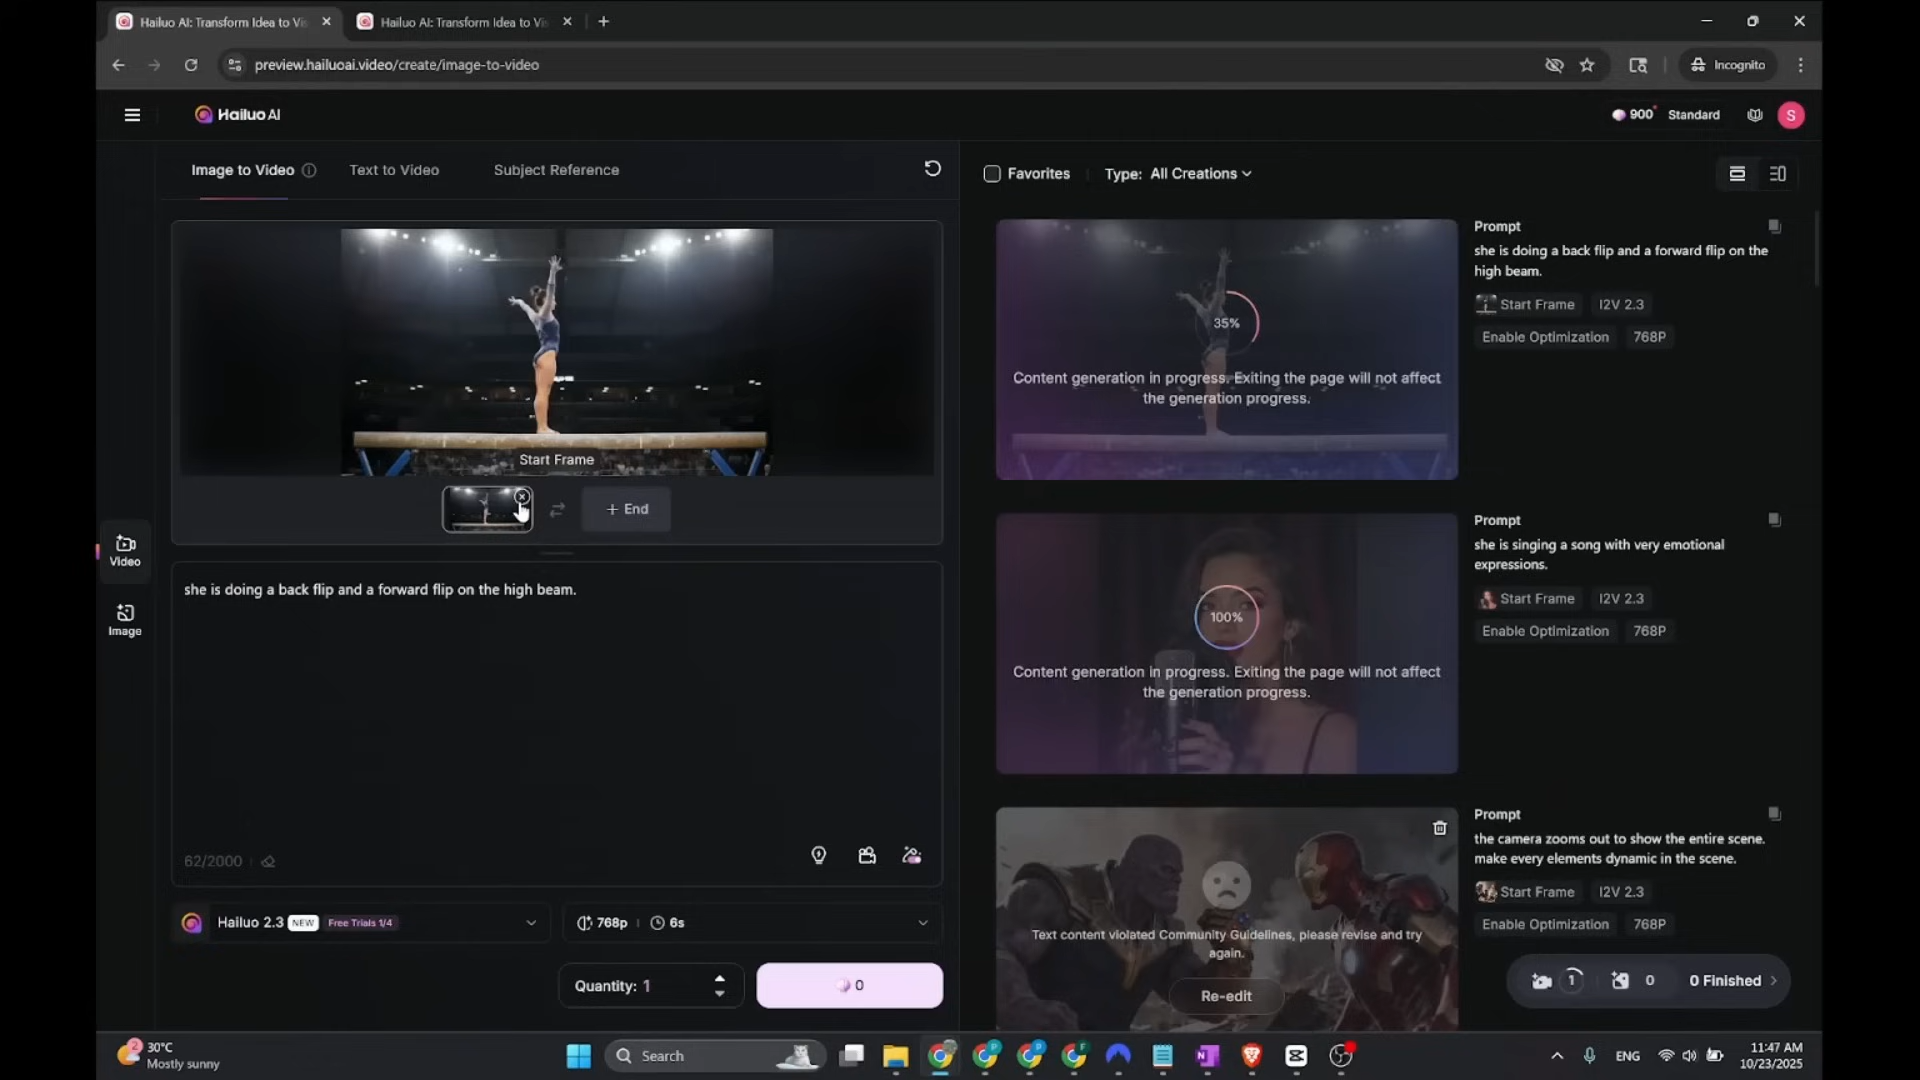 Hailuo AI: Transform Idea to Vis
Hailuo AI: Transform Idea to Vis
preview.hailuoai.video/create/image-to-video
Incognito
Hailuo AI
900
Standard
S
Image to Video
Text to Video
Subject Reference
Favorites
Type: All Creations
Start Frame
+ End
Video
Image
she is doing a back flip and a forward flip on the high beam.
62/2000
Hailuo 2.3 NEW Free Trials 1/4
768p
6s
Quantity: 1
0
35%
Content generation in progress. Exiting the page will not affect
the generation progress.
Prompt
she is doing a back flip and a forward flip on the
high beam.
Start Frame
I2V 2.3
Enable Optimization
768P
100%
Content generation in progress. Exiting the page will not affect
the generation progress.
Prompt
she is singing a song with very emotional
expressions.
Start Frame
I2V 2.3
Enable Optimization
768P
Text content violated Community Guidelines, please revise and try
again.
Re-edit
Prompt
the camera zooms out to show the entire scene.
make every elements dynamic in the scene.
Start Frame
I2V 2.3
Enable Optimization
768P
1
0
0 Finished
2
30°C
Mostly sunny
Search
ENG
11:47 AM
10/23/2025